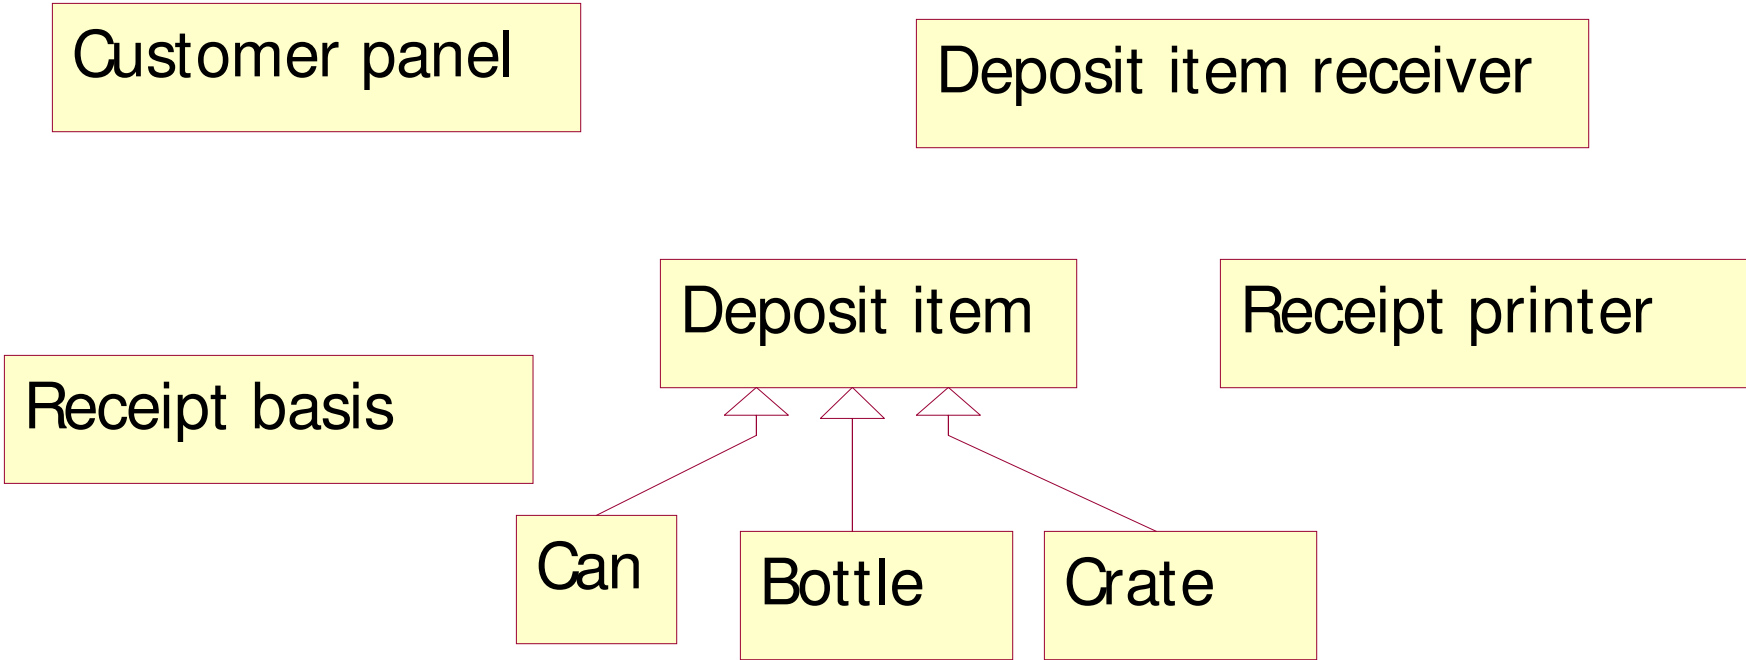 Customer panel
Deposit item receiver
Deposit item
Receipt printer
Receipt basis
Can
Bottle
Crate